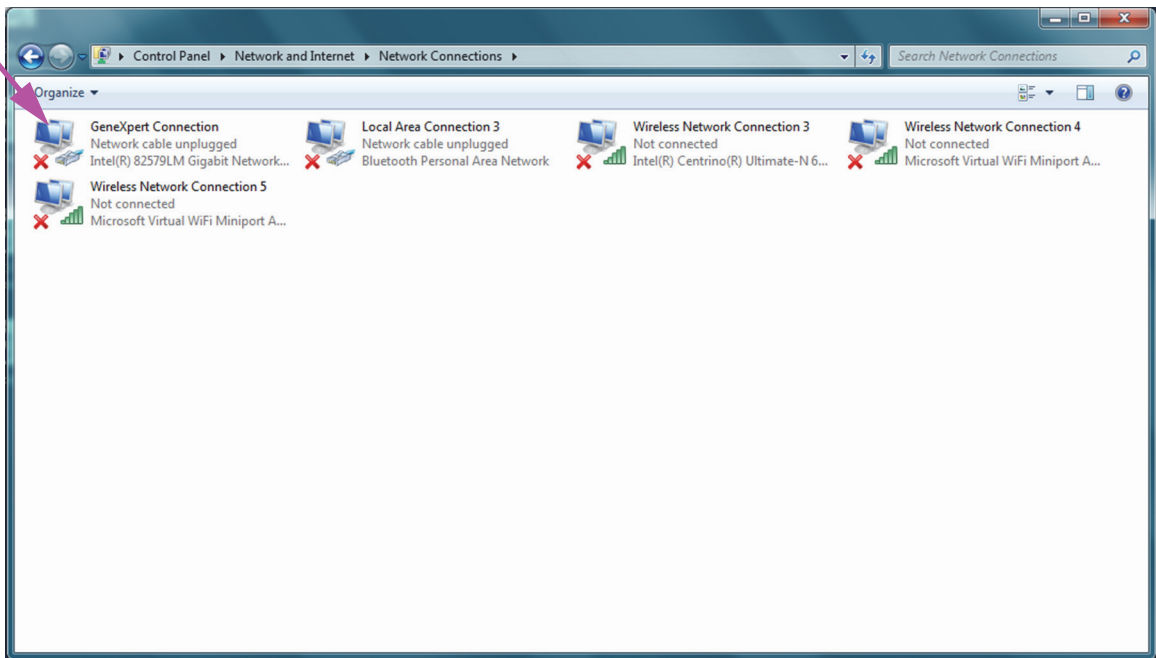 Control Panel Network and Internet Network Connections
Search Network Connections
Organize
GeneXpert Connection
Network cable unplugged
Intel(R) 82579LM Gigabit Network...
Local Area Connection 3
Network cable unplugged
Bluetooth Personal Area Network
Wireless Network Connection 3
Not connected
Intel(R) Centrino(R) Ultimate-N 6...
Wireless Network Connection 4
Not connected
Microsoft Virtual WiFi Miniport A...
Wireless Network Connection 5
Not connected
Microsoft Virtual WiFi Miniport A...